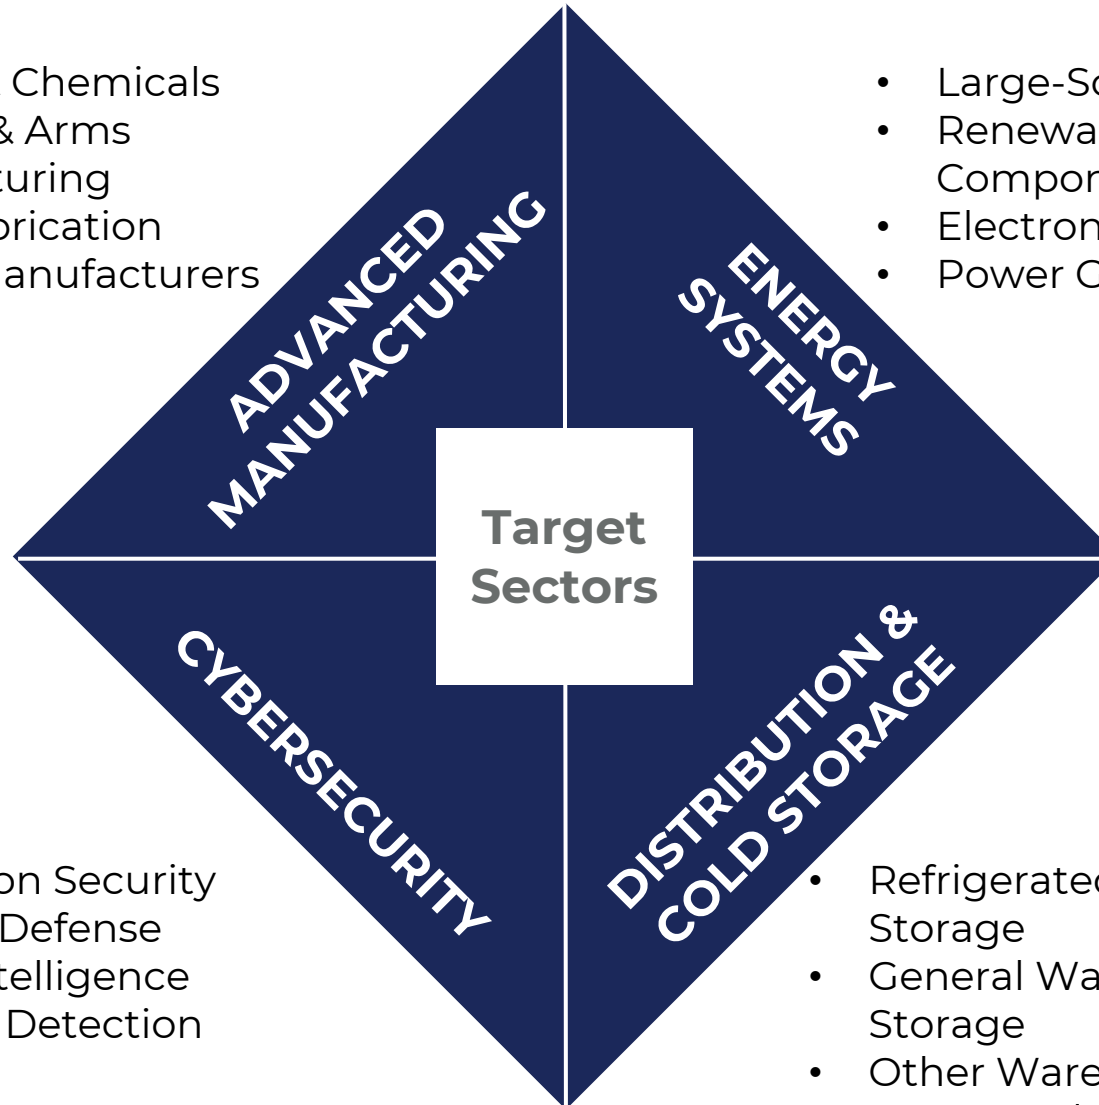 Chemicals
& Arms
turing
brication
anufacturers
• Large-Sc
• Renewa
Compon
• Electron
• Power G
ADVANCED
MANUFACTURING
ENERGY
SYSTEMS
Target
Sectors
CYBERSECURITY
DISTRIBUTION &
COLD STORAGE
on Security
Defense
telligence
Detection
• Refrigerated
Storage
• General Wa
Storage
• Other Ware